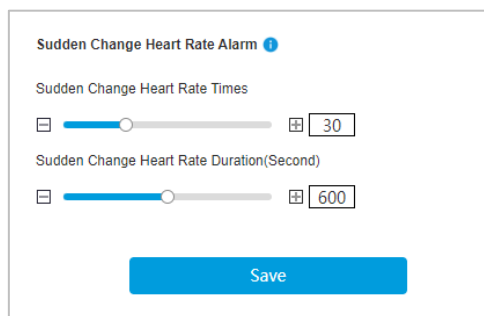 Sudden Change Heart Rate Alarm i
Sudden Change Heart Rate Times
30
Sudden Change Heart Rate Duration(Second)
600
Save